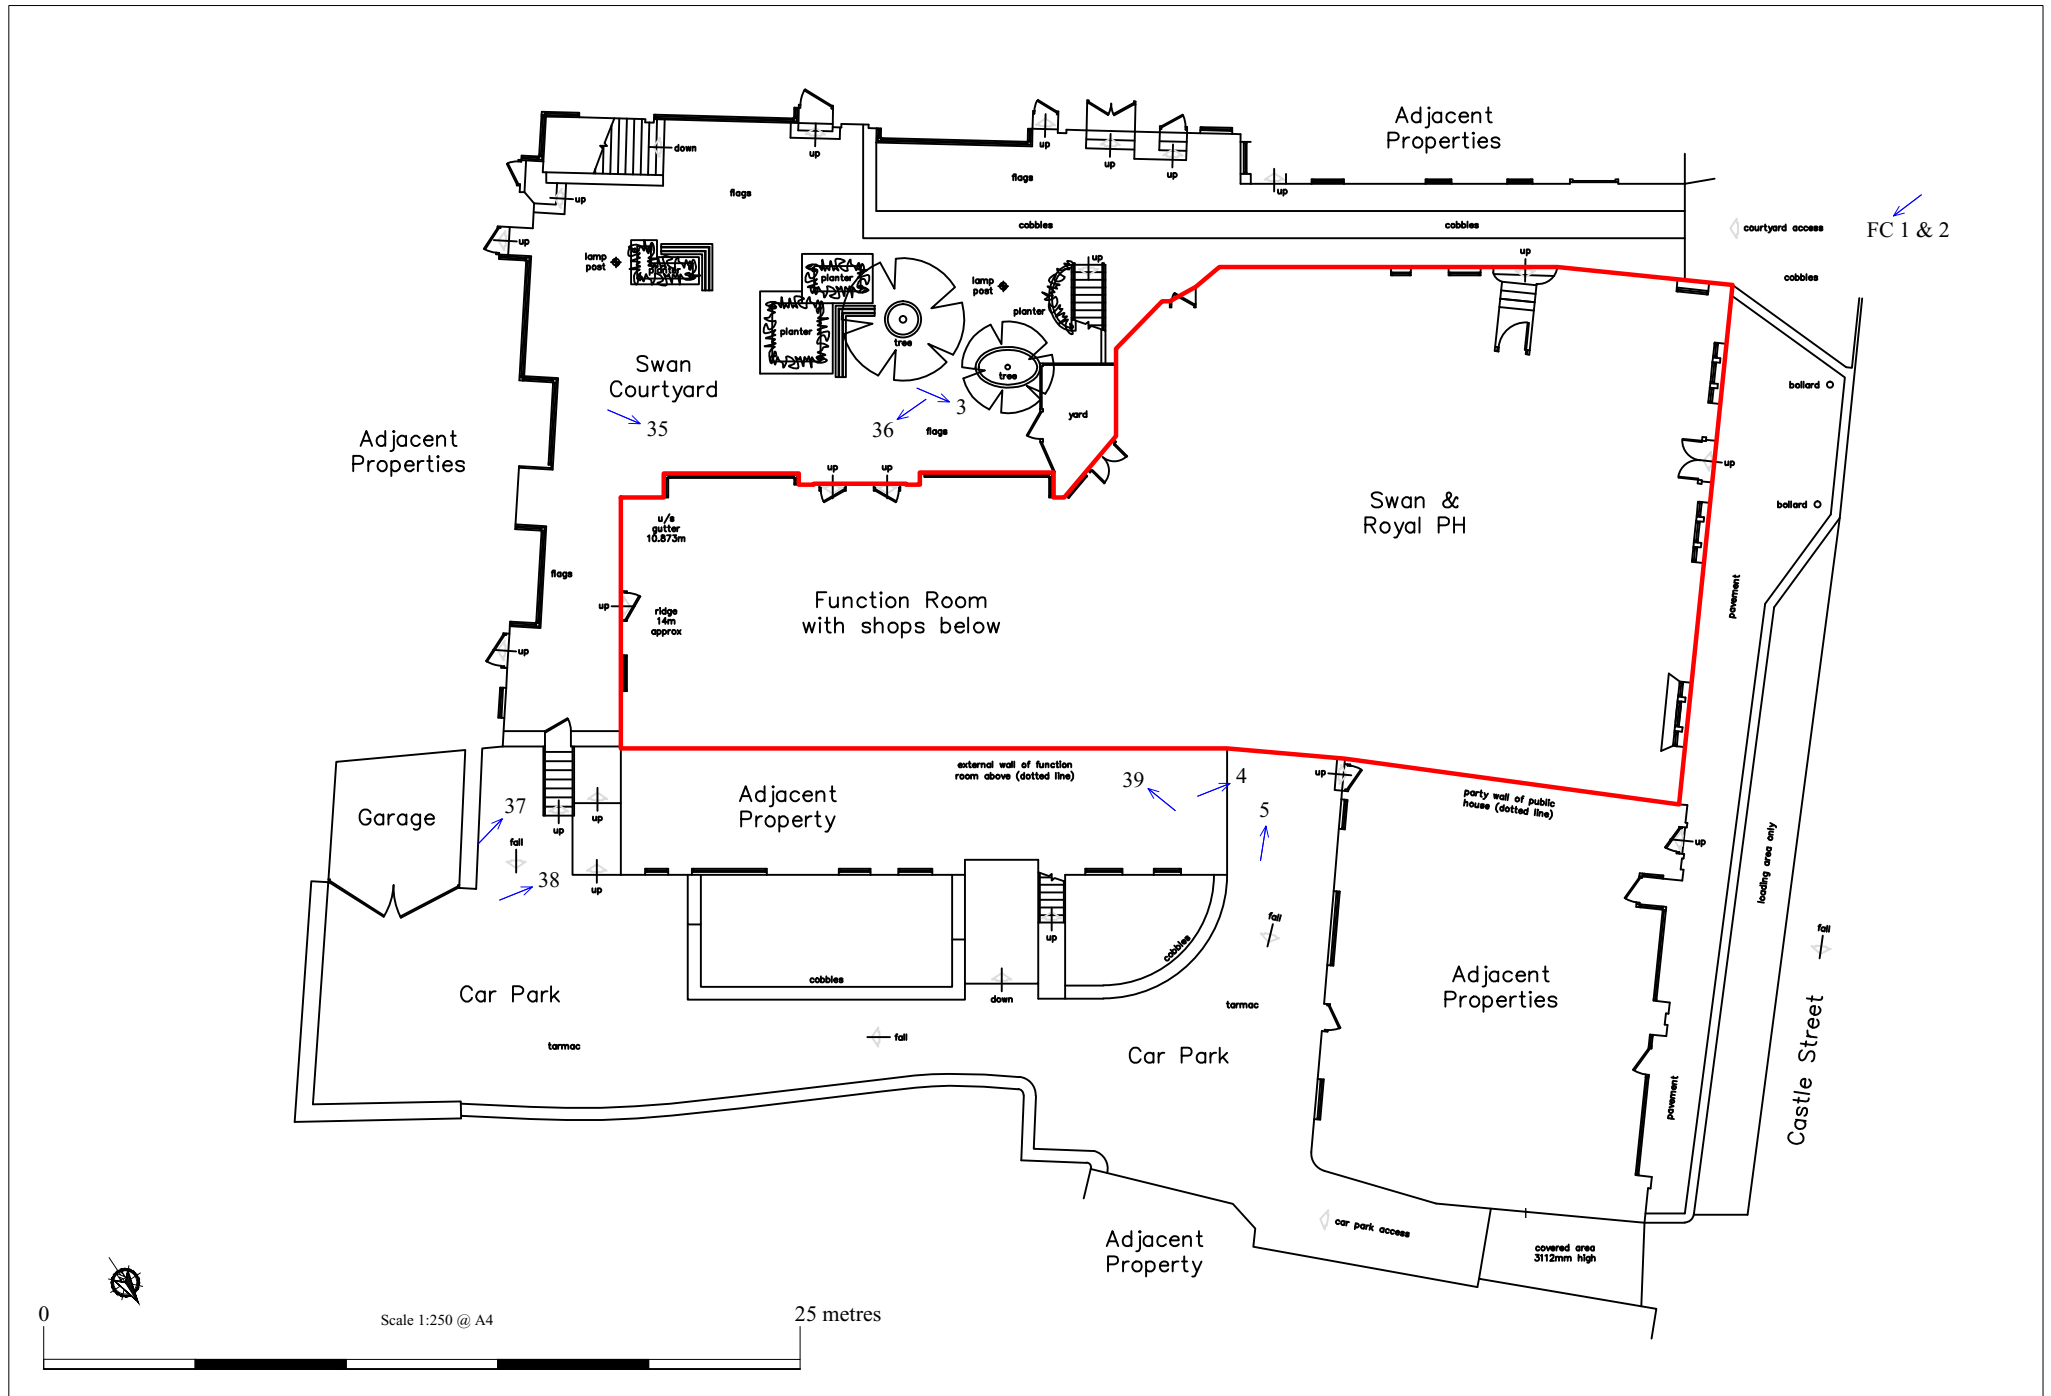 Adjacent
Properties
up
up
up
up
down
up
flags
flags
up
up
cobbles
cobbles
courtyard access
FC 1 & 2
up
lamp
post
planter
planter
lamp
post
up
up
cobbles
planter
planter
tree
tree
bollard
Swan
Courtyard
3
36
35
flags
yard
Adjacent
Properties
up
up
up
bollard
Swan &
Royal PH
u/s
gutter
10.873m
flags
up
ridge
14m
approx
Function Room
with shops below
pavement
up
external wall of function
room above (dotted line)
39
4
up
party wall of public
house (dotted line)
Adjacent
Property
5
37
Garage
up
up
fall
up
loading area only
38
up
up
fall
fall
cobbles
cobbles
down
Car Park
Adjacent
Properties
tarmac
tarmac
fall
Car Park
Castle Street
pavement
Adjacent
Property
car park access
covered area
3112mm high
0
Scale 1:250 @ A4
25 metres